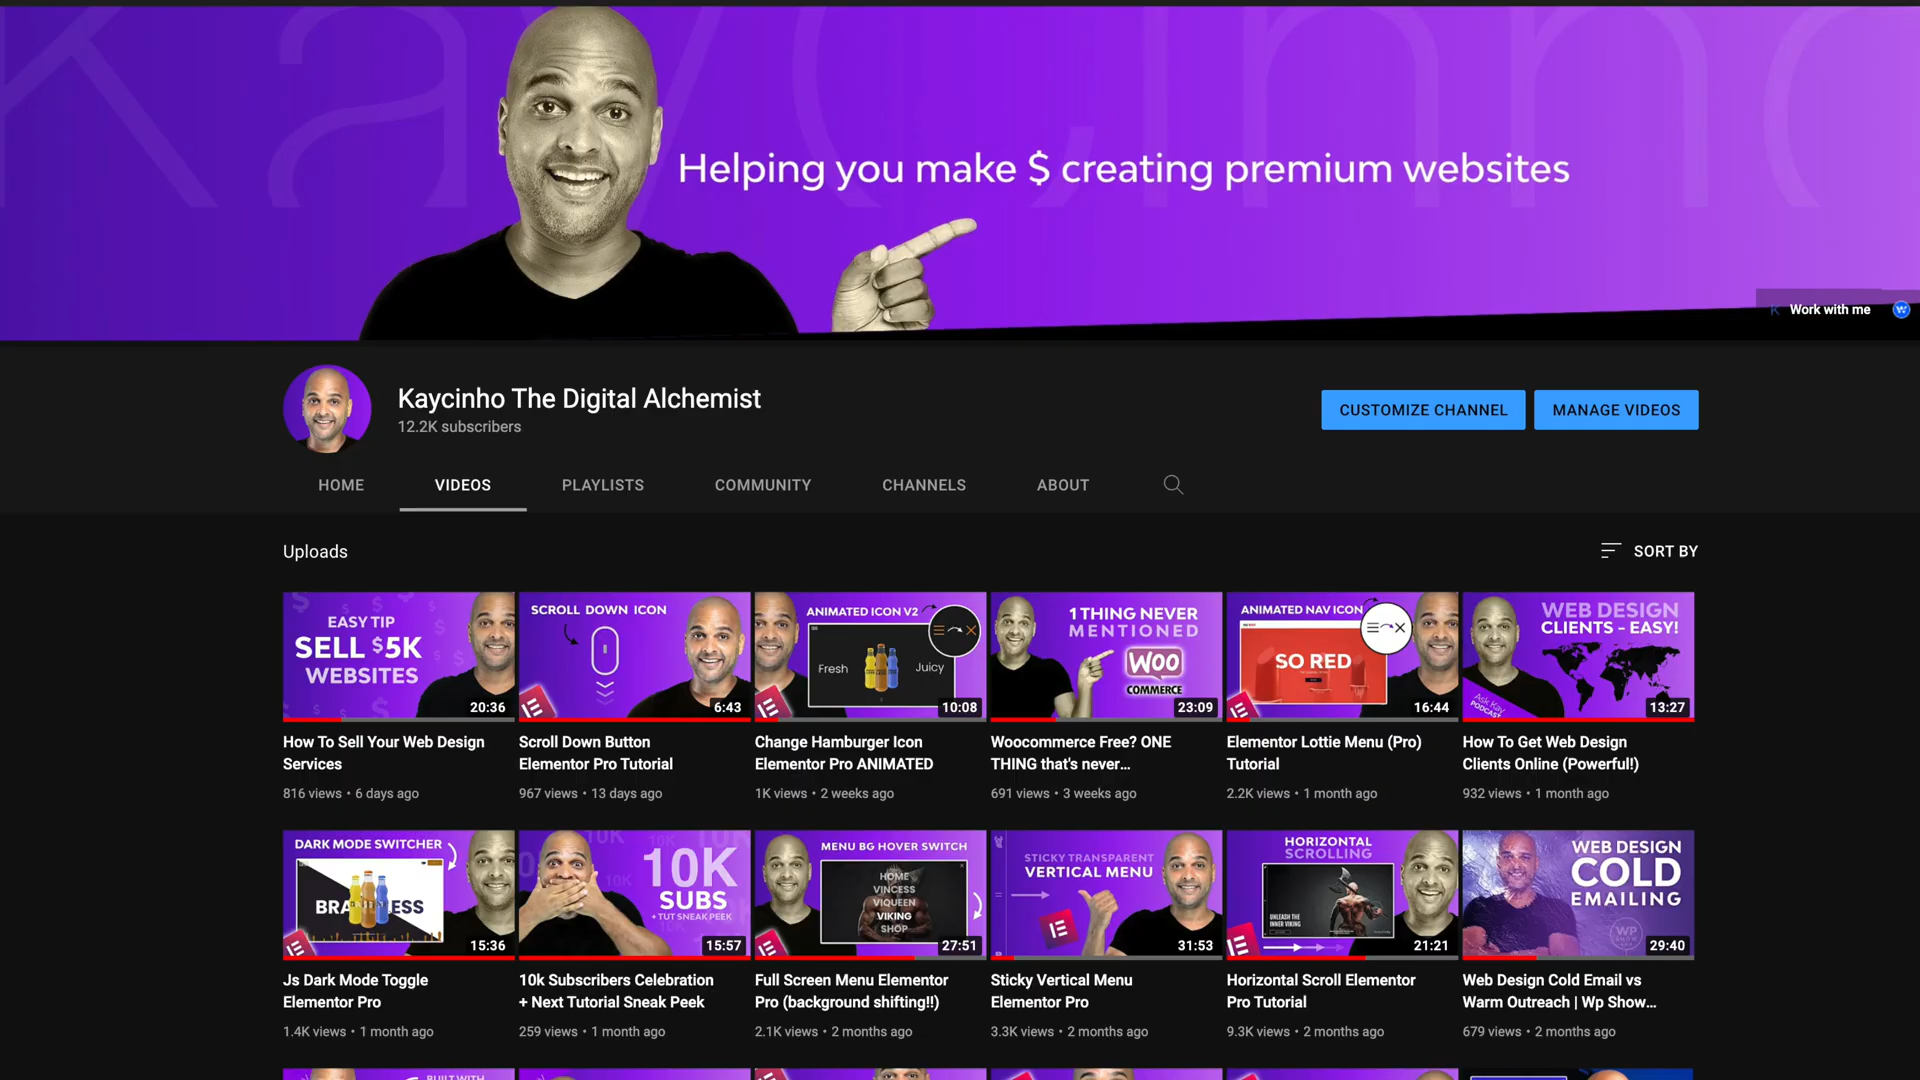 Kaycinho
Helping you make $ creating premium websites
K Work with me
Kaycinho The Digital Alchemist
12.2K subscribers
CUSTOMIZE CHANNEL
MANAGE VIDEOS
HOME
VIDEOS
PLAYLISTS
COMMUNITY
CHANNELS
ABOUT
Uploads
SORT BY
EASY TIP
SELL $5K
WEBSITES
20:36
SCROLL DOWN ICON
6:43
ANIMATED ICON V2
Fresh
Juicy
10:08
1 THING NEVER
MENTIONED
WOO
COMMERCE
23:09
ANIMATED NAV ICON
SO RED
16:44
WEB DESIGN
CLIENTS - EASY!
Ask Kay
PODCAST
13:27
How To Sell Your Web Design
Services
816 views • 6 days ago
Scroll Down Button
Elementor Pro Tutorial
967 views • 13 days ago
Change Hamburger Icon
Elementor Pro ANIMATED
1K views • 2 weeks ago
Woocommerce Free? ONE
THING that's never...
691 views • 3 weeks ago
Elementor Lottie Menu (Pro)
Tutorial
2.2K views • 1 month ago
How To Get Web Design
Clients Online (Powerful!)
932 views • 1 month ago
DARK MODE SWITCHER
15:36
10K
SUBS
+ TUT SNEAK PEEK
15:57
MENU BG HOVER SWITCH
HOME
VINCESS
VIQUEEN
VIKING
SHOP
27:51
STICKY TRANSPARENT
VERTICAL MENU
31:53
HORIZONTAL
SCROLLING
UNLEASH THE
INNER VIKING
21:21
WEB DESIGN
COLD
EMAILING
WP
SHOW
29:40
Js Dark Mode Toggle
Elementor Pro
1.4K views • 1 month ago
10k Subscribers Celebration
+ Next Tutorial Sneak Peek
259 views • 1 month ago
Full Screen Menu Elementor
Pro (background shifting!!)
2.1K views • 2 months ago
Sticky Vertical Menu
Elementor Pro
3.3K views • 2 months ago
Horizontal Scroll Elementor
Pro Tutorial
9.3K views • 2 months ago
Web Design Cold Email vs
Warm Outreach | Wp Show...
679 views • 2 months ago
BUILT WITH